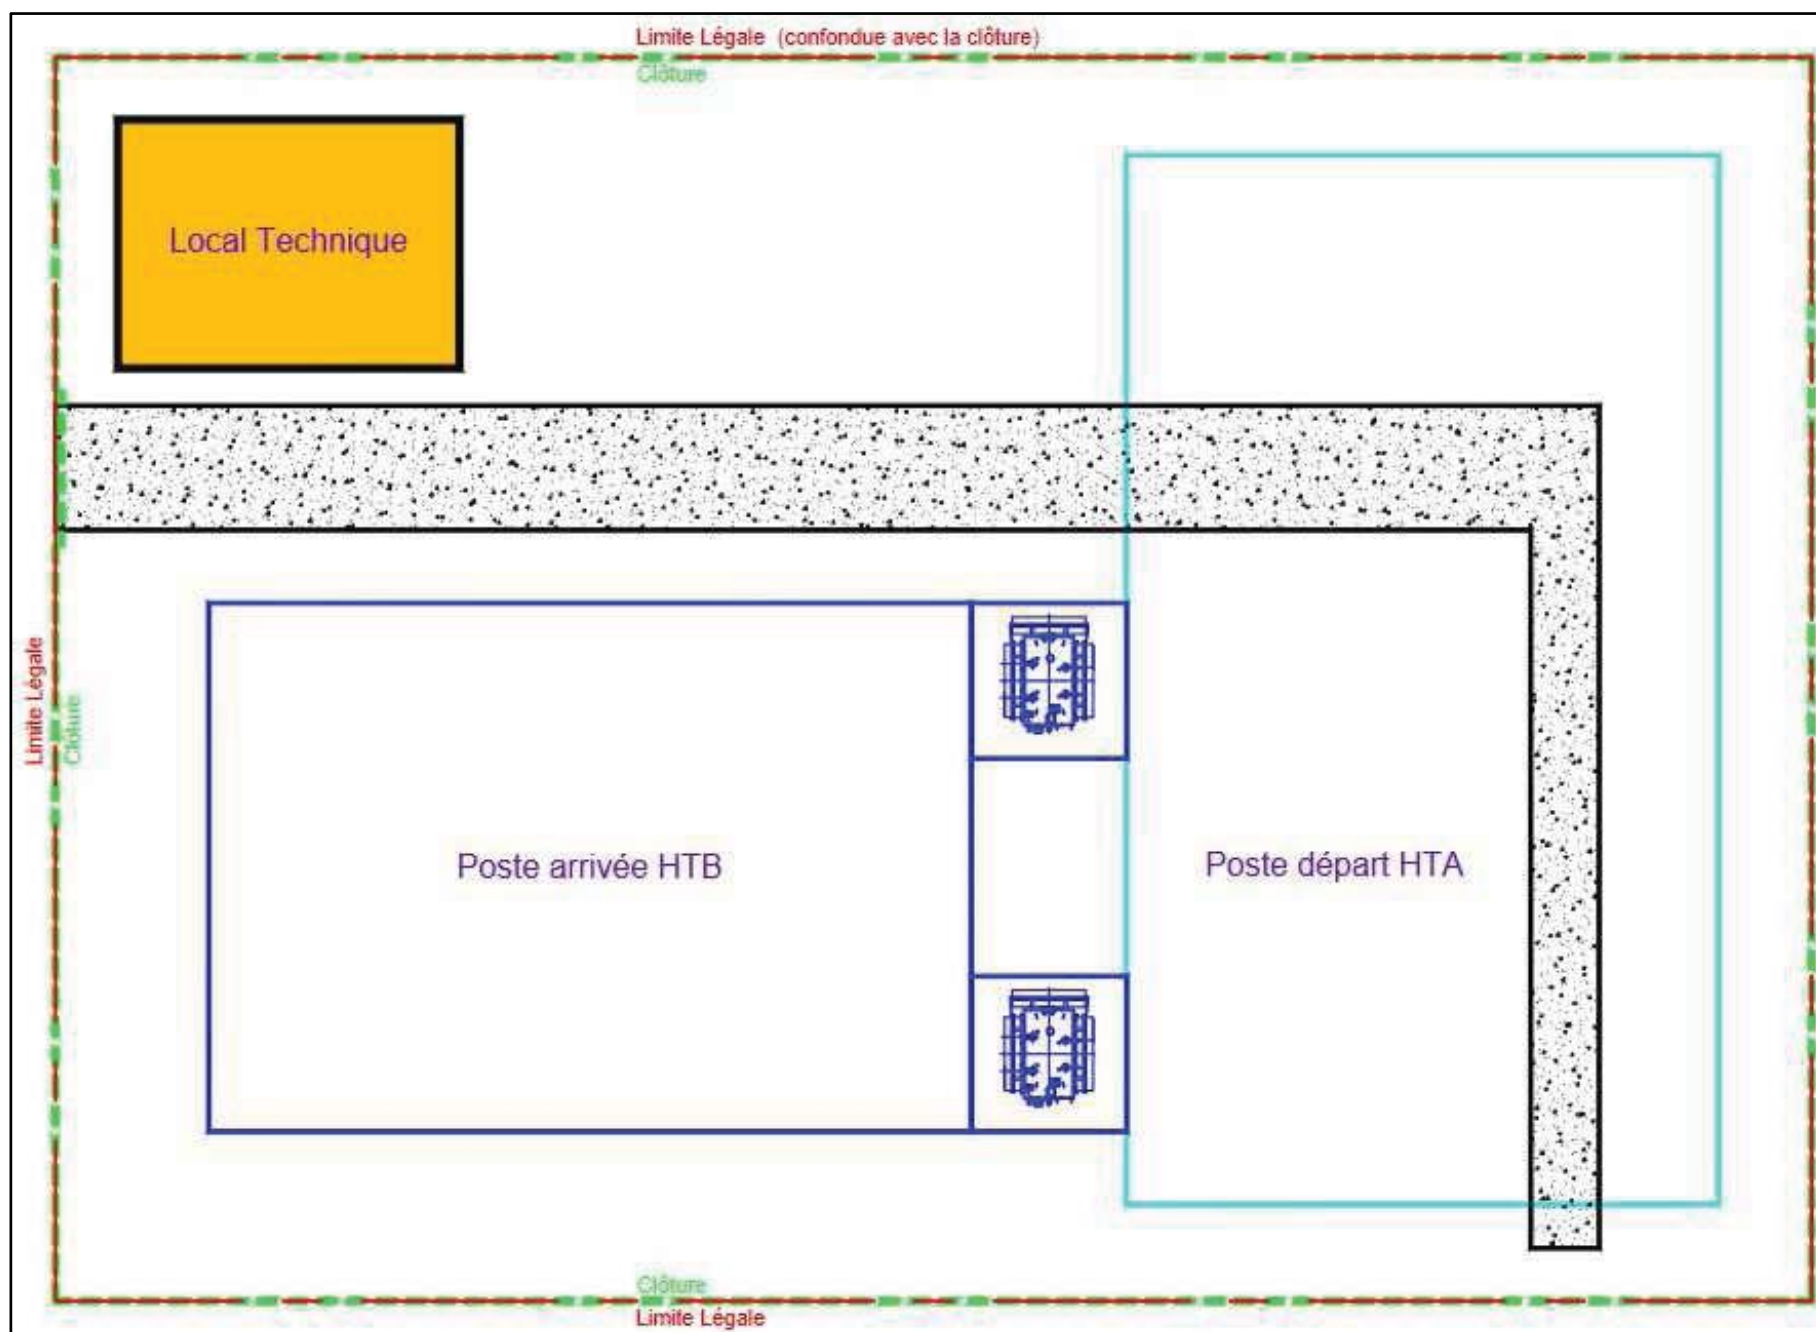 Limite Légale (confondue avec la clôture)
Clôture
Local Technique
Limite Légale
Clôture
Poste arrivée HTB
Poste départ HTA
Clôture
Limite Légale